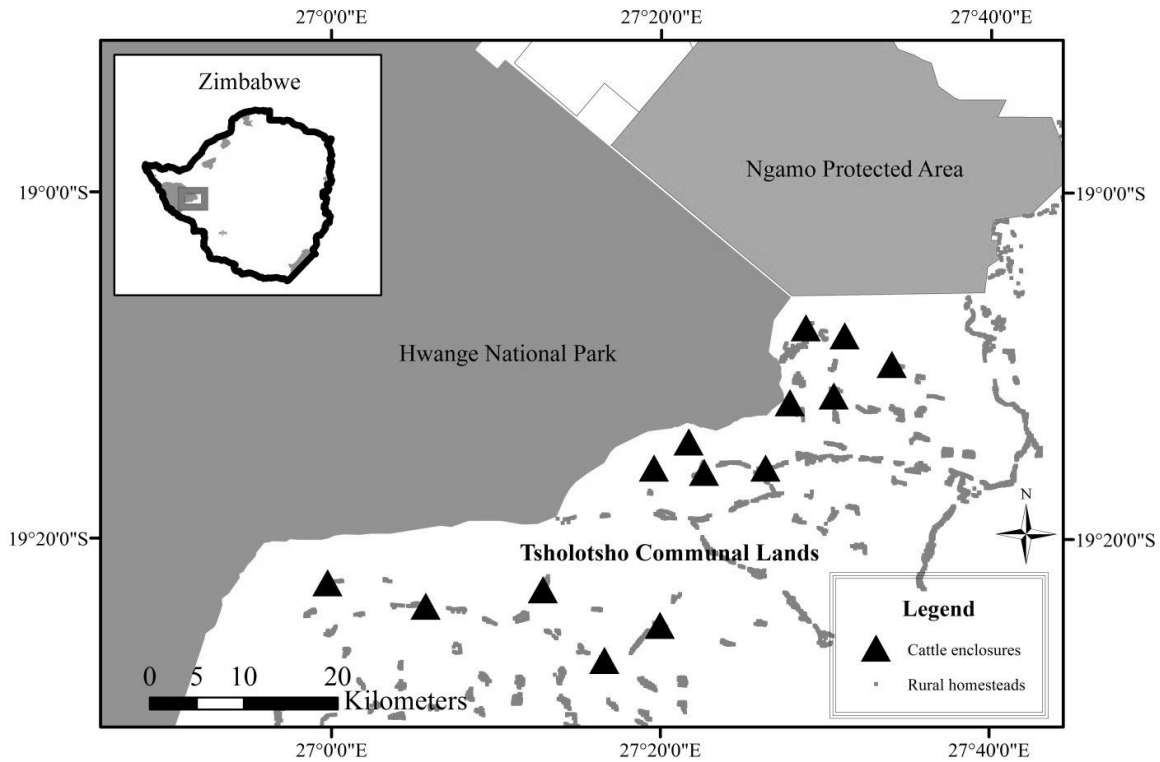 27°0'0"E 27°20'0"E 27°40'0"E
Zimbabwe
Ngamo Protected Area
19°0'0"S 19°0'0"S
Hwange National Park
19°20'0"S 19°20'0"S
N
Tsholotsho Communal Lands
Legend
Cattle enclosures
Rural homesteads
0 5 10 20
Kilometers
27°0'0"E 27°20'0"E 27°40'0"E